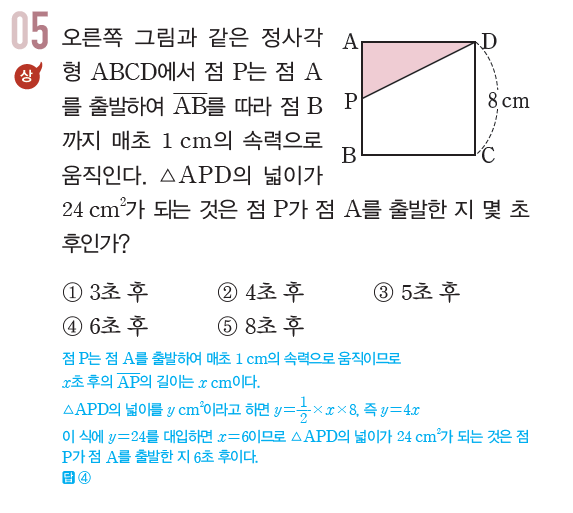 05
상
오른쪽 그림과 같은 정사각
형 ABCD에서 점 P는 점 A
를 출발하여 AB를 따라 점 B
까지 매초 1 cm의 속력으로
움직인다. △APD의 넓이가
24 cm²가 되는 것은 점 P가 점 A를 출발한 지 몇 초
후인가?
A
D
P
8 cm
B
C
① 3초 후 ② 4초 후 ③ 5초 후
④ 6초 후 ⑤ 8초 후
점 P는 점 A를 출발하여 매초 1 cm의 속력으로 움직이므로
x초 후의 AP의 길이는 x cm이다.
△APD의 넓이를 y cm²이라고 하면 y=1/2×x×8, 즉 y=4x
이 식에 y=24를 대입하면 x=6이므로 △APD의 넓이가 24 cm²가 되는 것은 점
P가 점 A를 출발한 지 6초 후이다.
답 ④